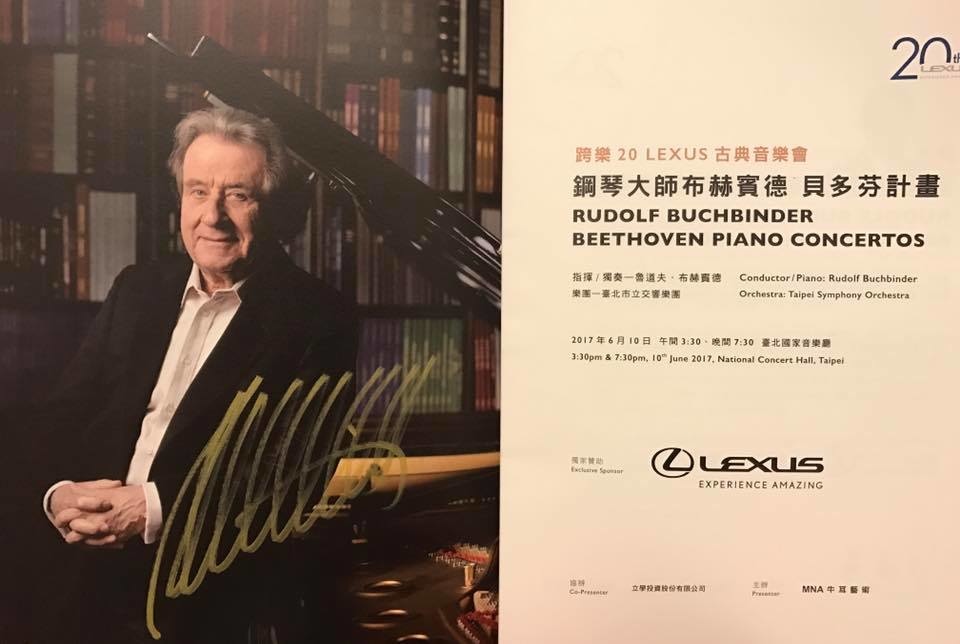 20th
LEXUS
跨樂 20 LEXUS 古典音樂會
鋼琴大師布赫賓德 貝多芬計畫
RUDOLF BUCHBINDER
BEETHOVEN PIANO CONCERTOS
指揮/獨奏—魯道夫．布赫賓德 Conductor/Piano: Rudolf Buchbinder
樂團—臺北市立交響樂團 Orchestra: Taipei Symphony Orchestra
2017 年 6 月 10 日 午間 3:30、晚間 7:30 臺北國家音樂廳
3:30pm & 7:30pm, 10th June 2017, National Concert Hall, Taipei
獨家贊助
Exclusive Sponsor
LEXUS
EXPERIENCE AMAZING
協辦
Co-Presenter
立學投資股份有限公司
主辦
Presenter
MNA 牛耳藝術